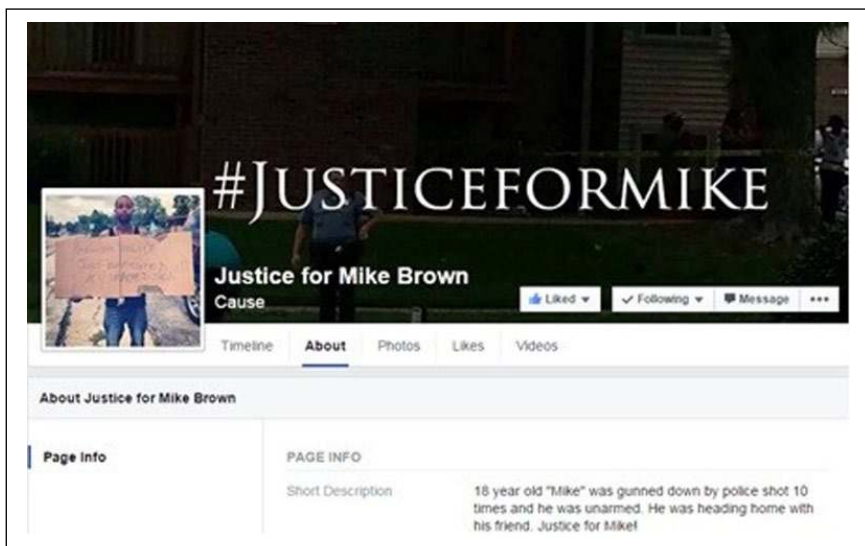 #JUSTICEFORMIKE
Justice for Mike Brown
Cause
Liked
Following
Message
Timeline
About
Photos
Likes
Videos
About Justice for Mike Brown
Page Info
PAGE INFO
Short Description
18 year old "Mike" was gunned down by police shot 10
times and he was unarmed. He was heading home with
his friend. Justice for Mike!